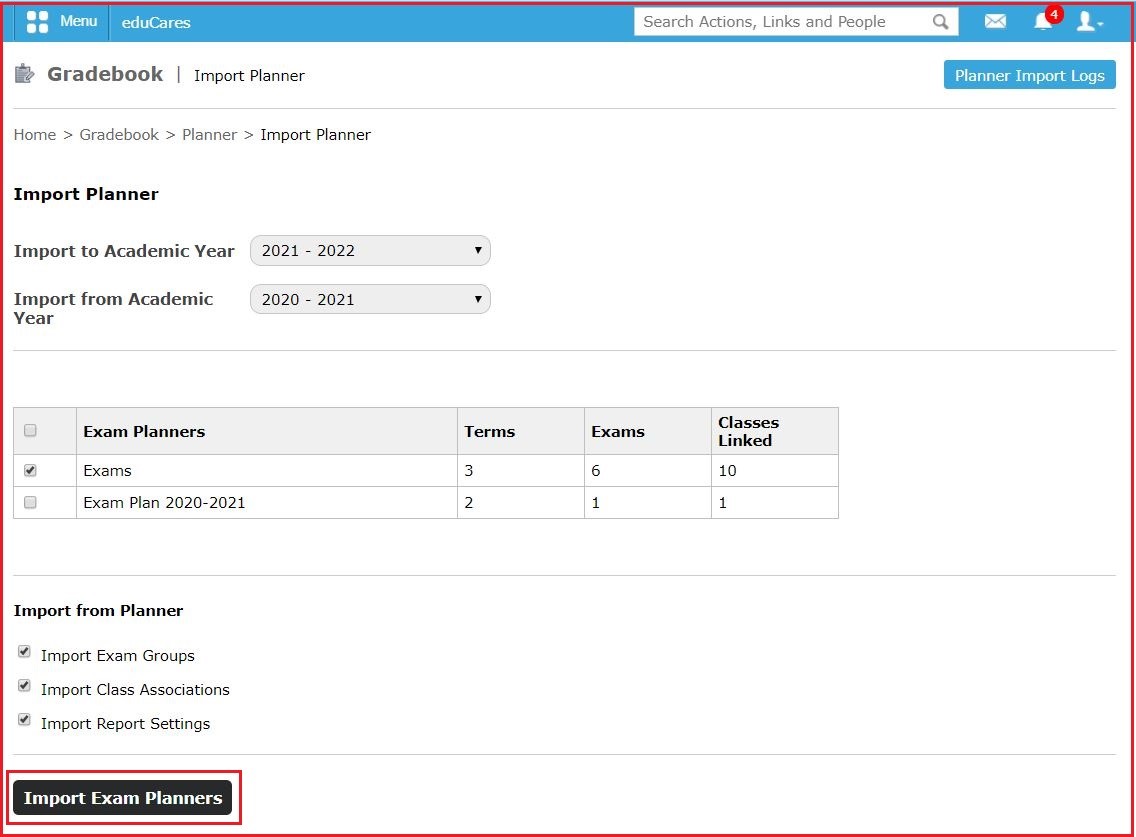 Menu eduCares Search Actions, Links and People 4
Gradebook | Import Planner Planner Import Logs
Home > Gradebook > Planner > Import Planner
Import Planner
Import to Academic Year 2021 - 2022
Import from Academic Year 2020 - 2021
Exam Planners Terms Exams Classes Linked
Exams 3 6 10
Exam Plan 2020-2021 2 1 1
Import from Planner
Import Exam Groups
Import Class Associations
Import Report Settings
Import Exam Planners